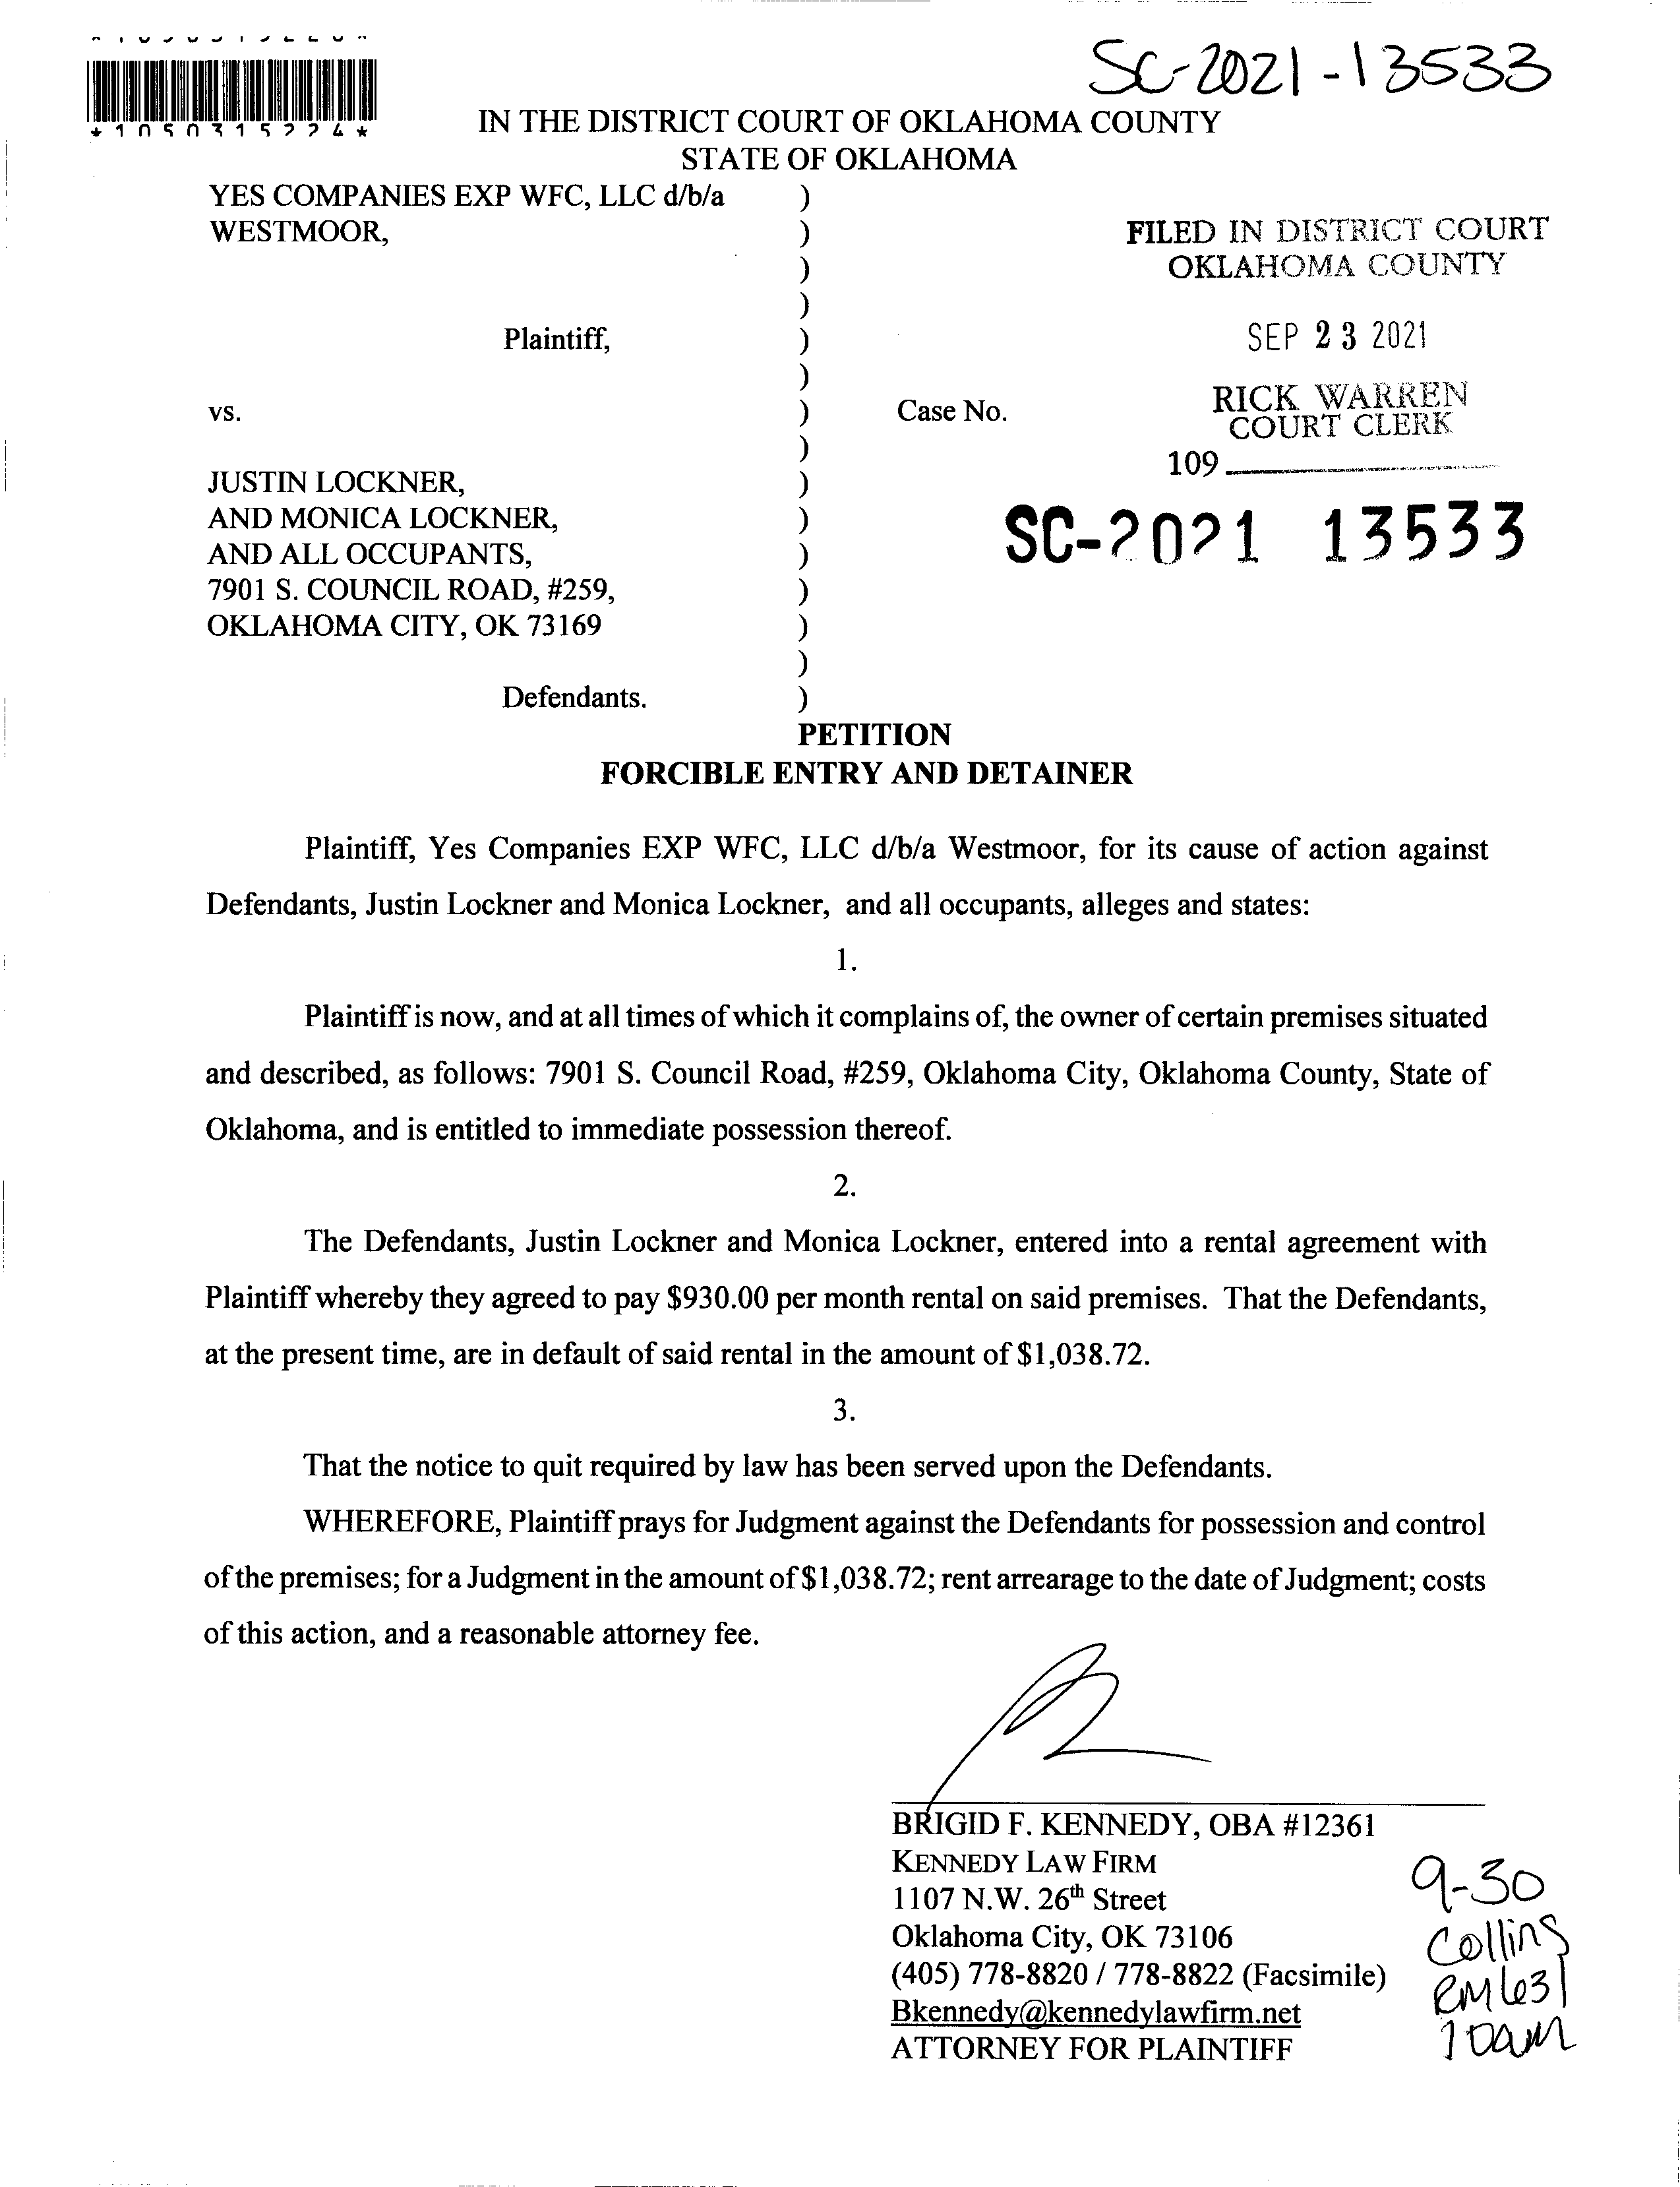 SC-2021-13533
*1050315224*
IN THE DISTRICT COURT OF OKLAHOMA COUNTY
STATE OF OKLAHOMA
YES COMPANIES EXP WFC, LLC d/b/a )
WESTMOOR, )
)
)
Plaintiff, )
)
vs. )
)
JUSTIN LOCKNER, )
AND MONICA LOCKNER, )
AND ALL OCCUPANTS, )
7901 S. COUNCIL ROAD, #259, )
OKLAHOMA CITY, OK 73169 )
)
Defendants. )
Case No.
FILED IN DISTRICT COURT
OKLAHOMA COUNTY
SEP 23 2021
RICK WARREN
COURT CLERK
109
SC-2021 13533
PETITION
FORCIBLE ENTRY AND DETAINER
Plaintiff, Yes Companies EXP WFC, LLC d/b/a Westmoor, for its cause of action against
Defendants, Justin Lockner and Monica Lockner, and all occupants, alleges and states:
1.
Plaintiff is now, and at all times of which it complains of, the owner of certain premises situated
and described, as follows: 7901 S. Council Road, #259, Oklahoma City, Oklahoma County, State of
Oklahoma, and is entitled to immediate possession thereof.
2.
The Defendants, Justin Lockner and Monica Lockner, entered into a rental agreement with
Plaintiff whereby they agreed to pay $930.00 per month rental on said premises. That the Defendants,
at the present time, are in default of said rental in the amount of $1,038.72.
3.
That the notice to quit required by law has been served upon the Defendants.
WHEREFORE, Plaintiff prays for Judgment against the Defendants for possession and control
of the premises; for a Judgment in the amount of $1,038.72; rent arrearage to the date of Judgment; costs
of this action, and a reasonable attorney fee.
BRIGID F. KENNEDY, OBA #12361
KENNEDY LAW FIRM
1107 N.W. 26th Street
Oklahoma City, OK 73106
(405) 778-8820 / 778-8822 (Facsimile)
Bkennedy@kennedylawfirm.net
ATTORNEY FOR PLAINTIFF
9-30
Collins
RM 631
10am